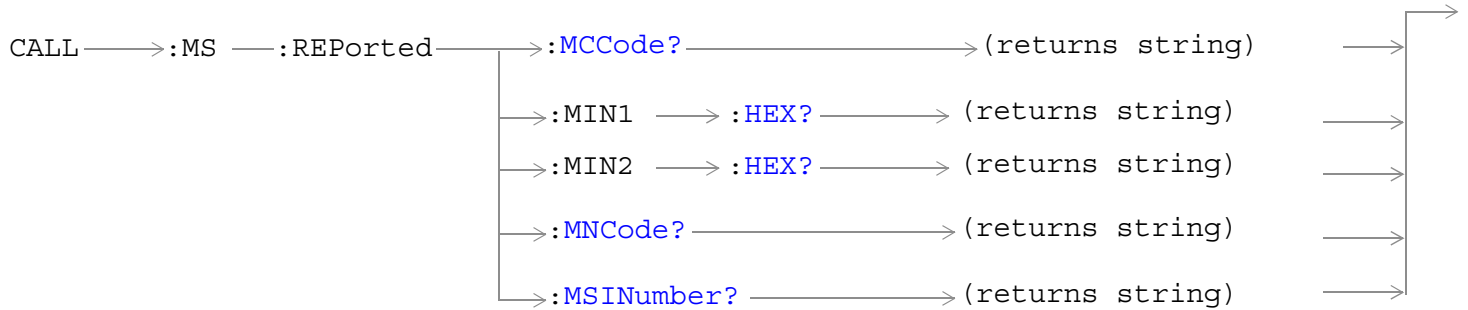 CALL :MS :REPorted :MCCode? (returns string)
:MIN1 :HEX? (returns string)
:MIN2 :HEX? (returns string)
:MNCode? (returns string)
:MSINumber? (returns string)